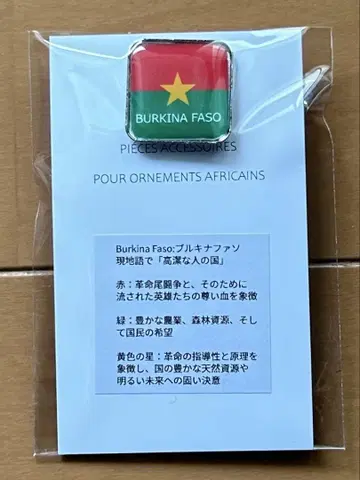 BURKINA FASO
PIÈCES ACCESSOIRES
POUR ORNEMENTS AFRICAINS
Burkina Faso:ブルキナファソ
現地語で「高潔な人の国」
赤：革命尾闘争と、そのために
流された英雄たちの尊い血を象徴
緑：豊かな農業、森林資源、そし
て国民の希望
黄色の星：革命の指導性と原理を
象徴し、国の豊かな天然資源や
明るい未来への固い決意